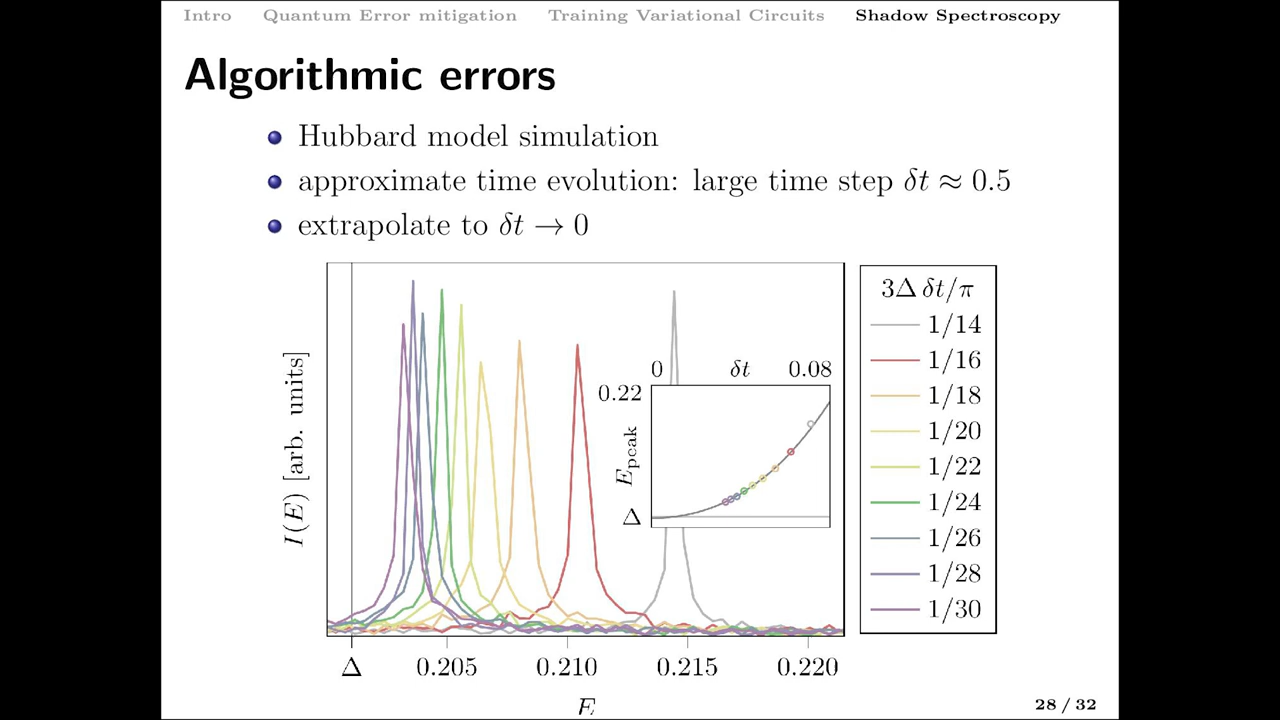 Intro Quantum Error mitigation Training Variational Circuits Shadow Spectroscopy
Algorithmic errors
Hubbard model simulation
approximate time evolution: large time step δt ≈ 0.5
extrapolate to δt → 0
I(E) [arb. units]
Δ 0.205 0.210 0.215 0.220
E
0 δt 0.08
0.22
E_peak
Δ
3Δ δt/π
1/14
1/16
1/18
1/20
1/22
1/24
1/26
1/28
1/30
28 / 32